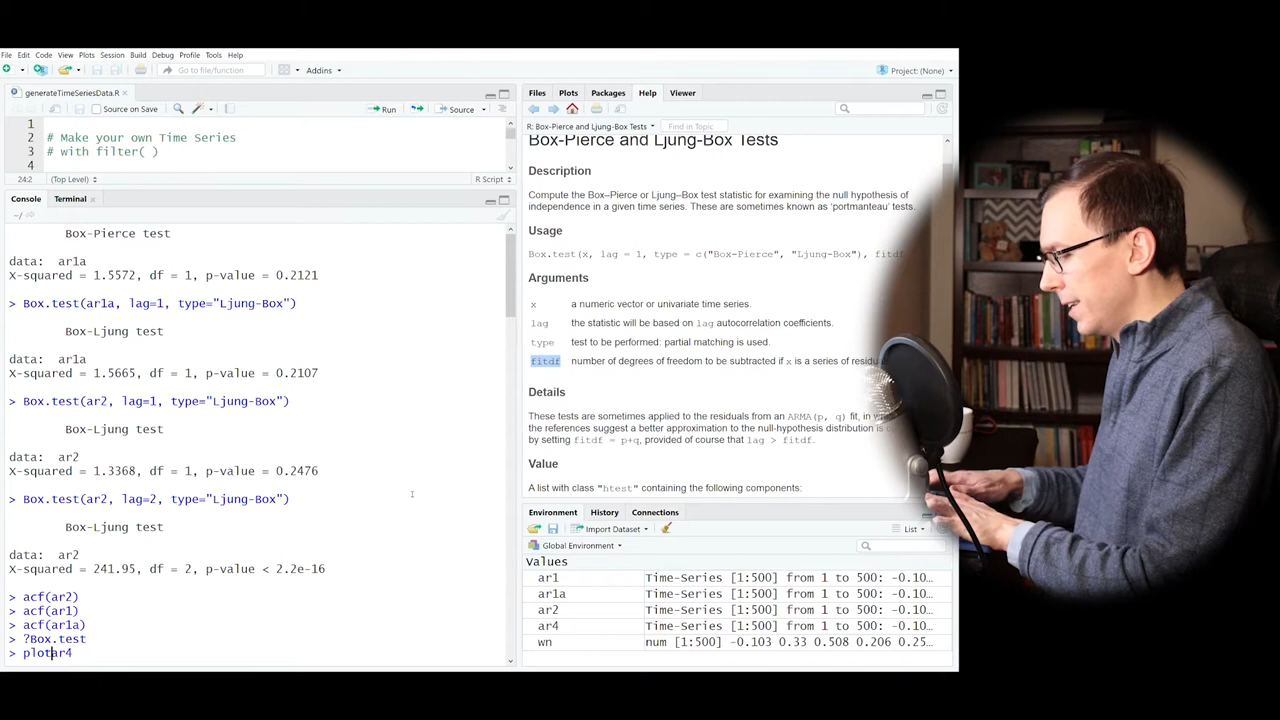 File Edit Code View Plots Session Build Debug Profile Tools Help
Go to file/function Addins Project: (None)
generateTimeSeriesData.R
Source on Save Run Source
1
2 # Make your own Time Series
3 # with filter( )
4
24:2 (Top Level) R Script
Console Terminal
~/
Box-Pierce test
data: ar1a
X-squared = 1.5572, df = 1, p-value = 0.2121
> Box.test(ar1a, lag=1, type="Ljung-Box")
Box-Ljung test
data: ar1a
X-squared = 1.5665, df = 1, p-value = 0.2107
> Box.test(ar2, lag=1, type="Ljung-Box")
Box-Ljung test
data: ar2
X-squared = 1.3368, df = 1, p-value = 0.2476
> Box.test(ar2, lag=2, type="Ljung-Box")
Box-Ljung test
data: ar2
X-squared = 241.95, df = 2, p-value < 2.2e-16
> acf(ar2)
> acf(ar1)
> acf(ar1a)
> ?Box.test
> plotar4
Files Plots Packages Help Viewer
R: Box-Pierce and Ljung-Box Tests Find in Topic
Box-Pierce and Ljung-Box Tests
Description
Compute the Box–Pierce or Ljung–Box test statistic for examining the null hypothesis of
independence in a given time series. These are sometimes known as ‘portmanteau’ tests.
Usage
Box.test(x, lag = 1, type = c("Box-Pierce", "Ljung-Box"), fitdf
Arguments
x a numeric vector or univariate time series.
lag the statistic will be based on lag autocorrelation coefficients.
type test to be performed: partial matching is used.
fitdf number of degrees of freedom to be subtracted if x is a series of
Details
These tests are sometimes applied to the residuals from an ARMA(p, q) fit, in
the references suggest a better approximation to the null-hypothesis distribution is
by setting fitdf = p+q, provided of course that lag > fitdf.
Value
A list with class "htest" containing the following components:
Environment History Connections
Import Dataset List
Global Environment
Values
ar1 Time-Series [1:500] from 1 to 500: -0.10…
ar1a Time-Series [1:500] from 1 to 500: -0.10…
ar2 Time-Series [1:500] from 1 to 500: -0.10…
ar4 Time-Series [1:500] from 1 to 500: -0.10…
wn num [1:500] -0.103 0.33 0.508 0.206 0.25…